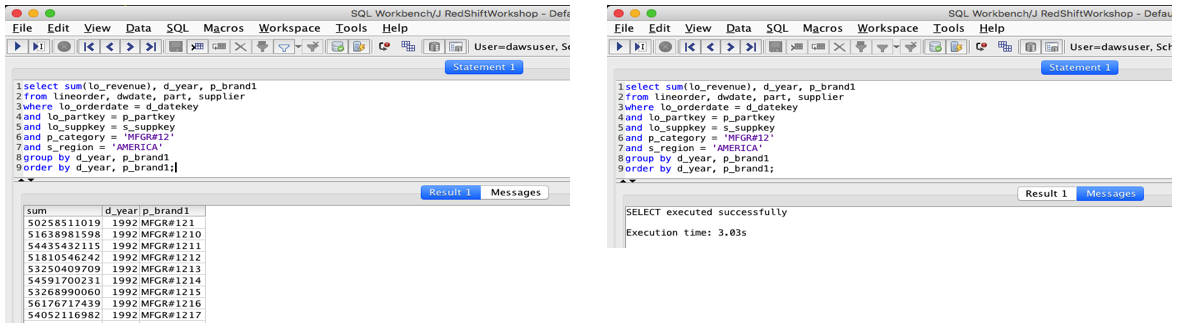 SQL Workbench/J RedShiftWorkshop - Defa
File Edit View Data SQL Macros Workspace Tools Help
User=dawsuser, Sc
Statement 1
1 select sum(lo_revenue), d_year, p_brand1
2 from lineorder, dwdate, part, supplier
3 where lo_orderdate = d_datekey
4 and lo_partkey = p_partkey
5 and lo_suppkey = s_suppkey
6 and p_category = 'MFGR#12'
7 and s_region = 'AMERICA'
8 group by d_year, p_brand1
9 order by d_year, p_brand1;
Result 1 Messages
sum d_year p_brand1
50258511019 1992 MFGR#121
51638981598 1992 MFGR#1210
54435432115 1992 MFGR#1211
51810546242 1992 MFGR#1212
53250409709 1992 MFGR#1213
54591700231 1992 MFGR#1214
53268990060 1992 MFGR#1215
56176717439 1992 MFGR#1216
54052116982 1992 MFGR#1217
SQL Workbench/J RedShiftWorkshop - Defau
File Edit View Data SQL Macros Workspace Tools Help
User=dawsuser, Sch
Statement 1
1 select sum(lo_revenue), d_year, p_brand1
2 from lineorder, dwdate, part, supplier
3 where lo_orderdate = d_datekey
4 and lo_partkey = p_partkey
5 and lo_suppkey = s_suppkey
6 and p_category = 'MFGR#12'
7 and s_region = 'AMERICA'
8 group by d_year, p_brand1
9 order by d_year, p_brand1;
Result 1 Messages
SELECT executed successfully
Execution time: 3.03s